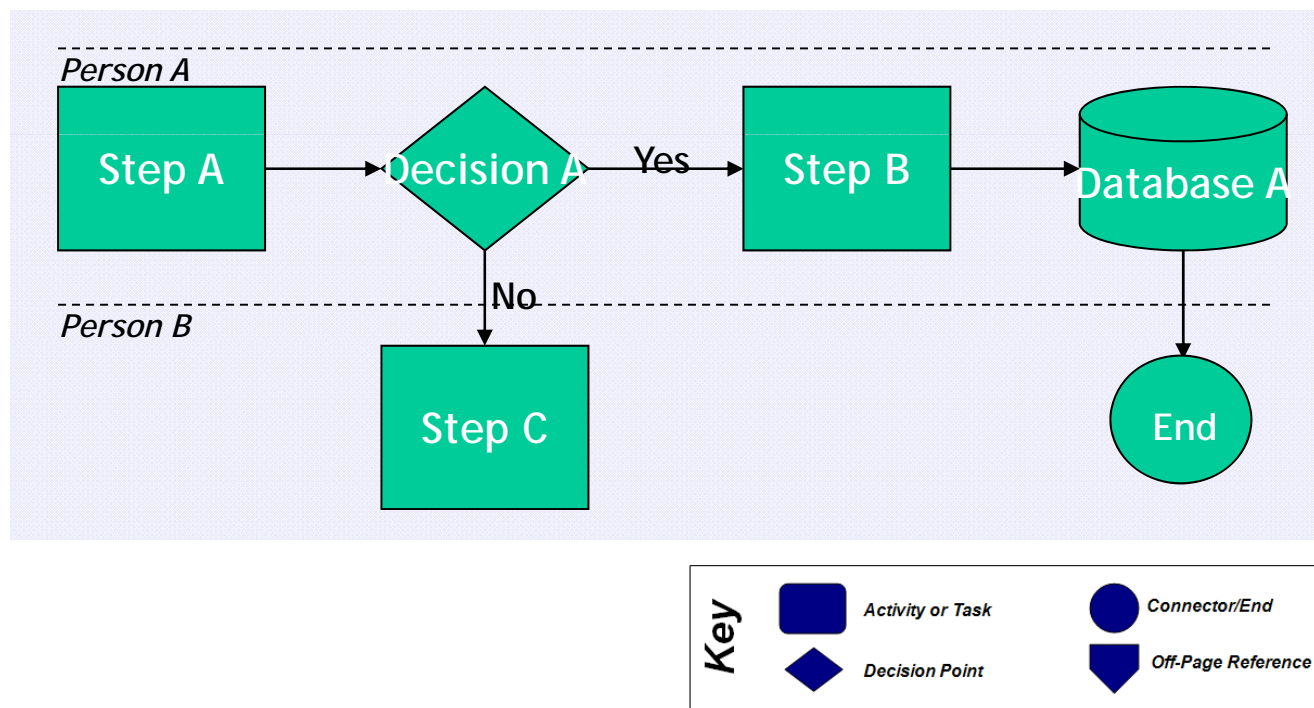 Person A
Step A
Decision A
Yes
Step B
Database A
No
Person B
Step C
End
Key
Activity or Task
Connector/End
Decision Point
Off-Page Reference